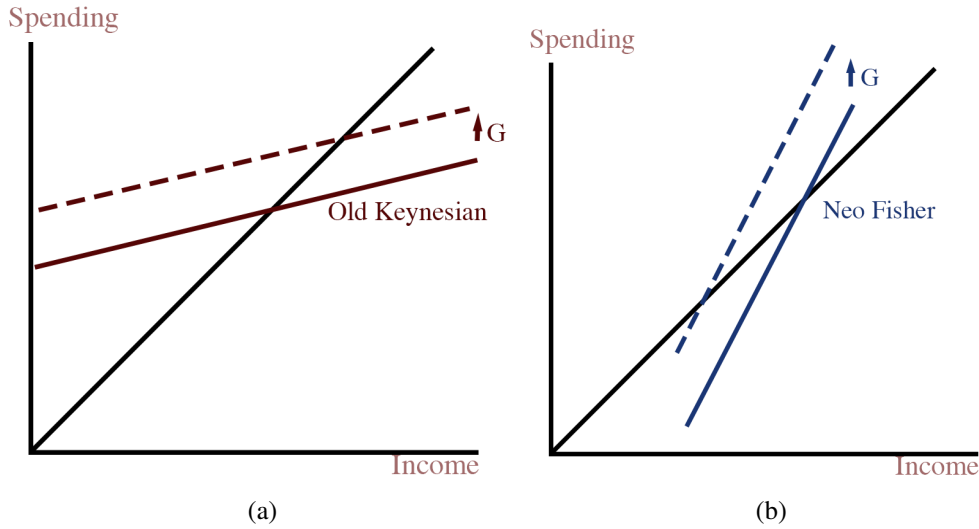 Spending
G
Old Keynesian
Income
(a)
Spending
G
Neo Fisher
Income
(b)